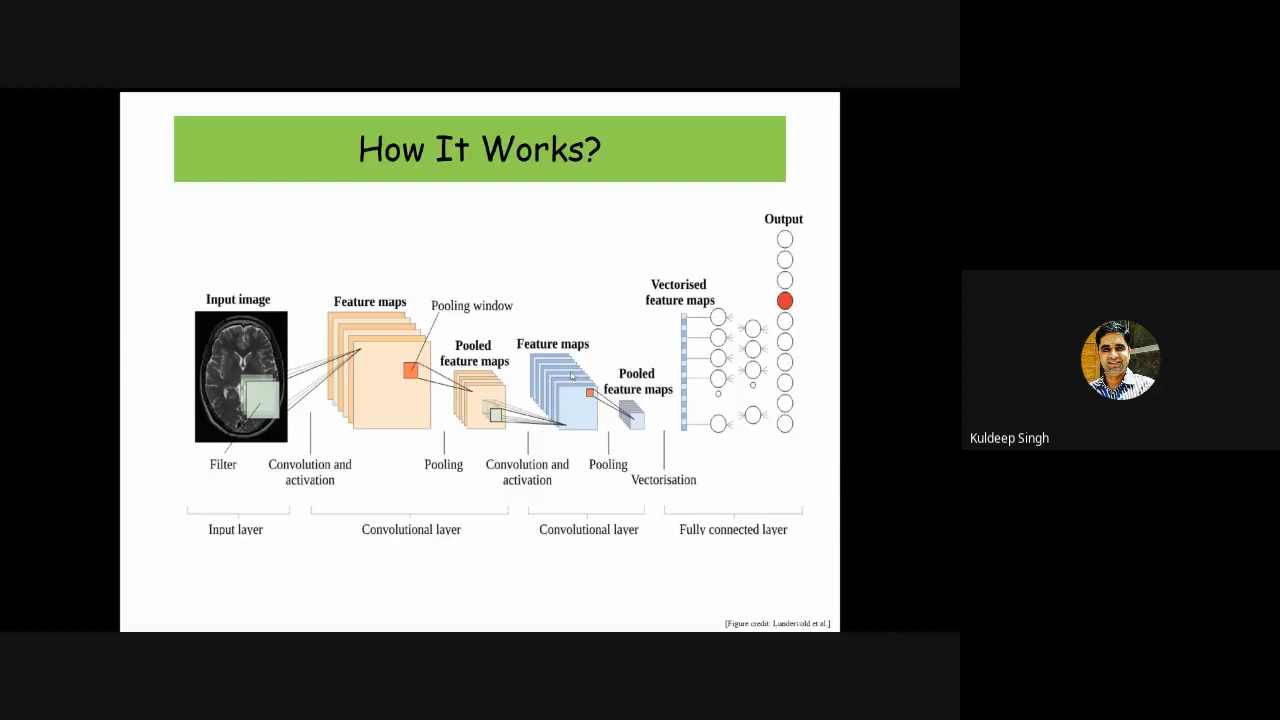 How It Works?
Output
Vectorised
feature maps
Input image
Feature maps
Pooling window
Pooled
feature maps
Feature maps
Pooled
feature maps
Filter
Convolution and
activation
Pooling
Convolution and
activation
Pooling
Vectorisation
Input layer
Convolutional layer
Convolutional layer
Fully connected layer
[Figure credit: Lundervold et al.]
Kuldeep Singh